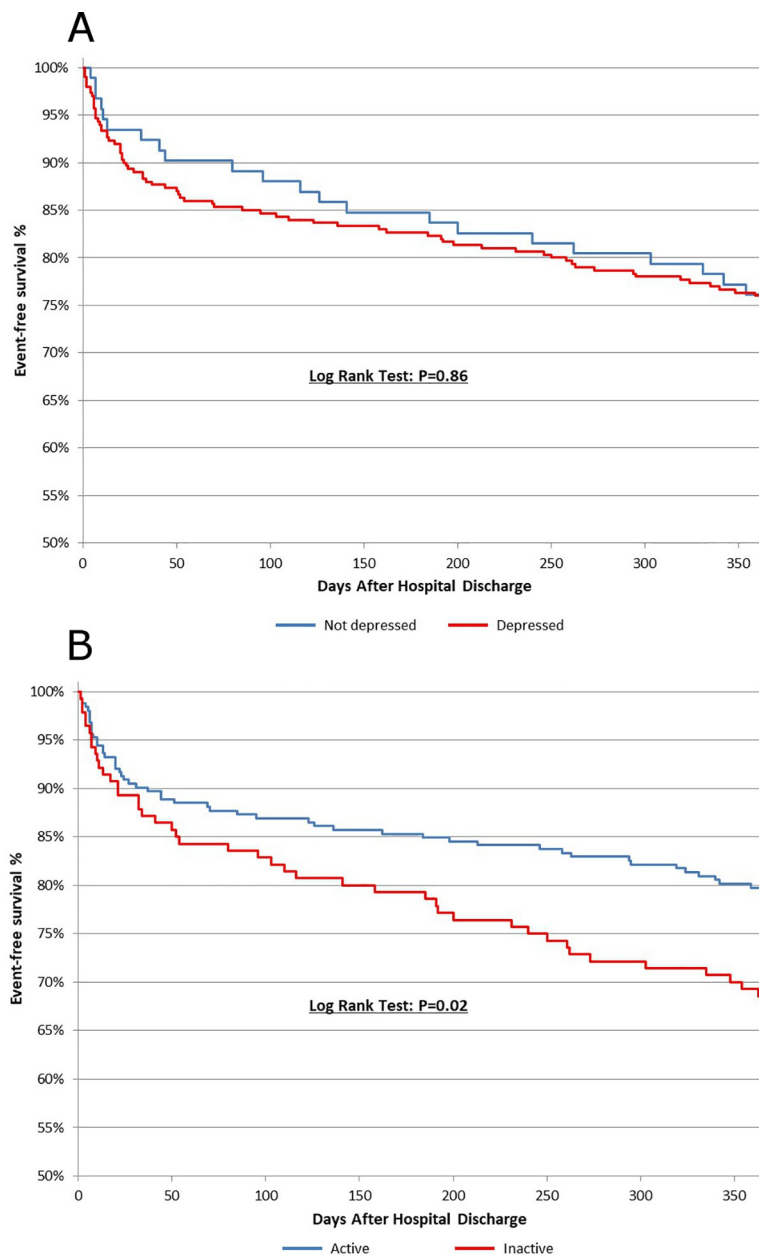 A
100%
95%
90%
85%
80%
75%
70%
65%
60%
55%
50%
Event-free survival %
Log Rank Test: P=0.86
0 50 100 150 200 250 300 350
Days After Hospital Discharge
Not depressed Depressed
B
100%
95%
90%
85%
80%
75%
70%
65%
60%
55%
50%
Event-free survival %
Log Rank Test: P=0.02
0 50 100 150 200 250 300 350
Days After Hospital Discharge
Active Inactive